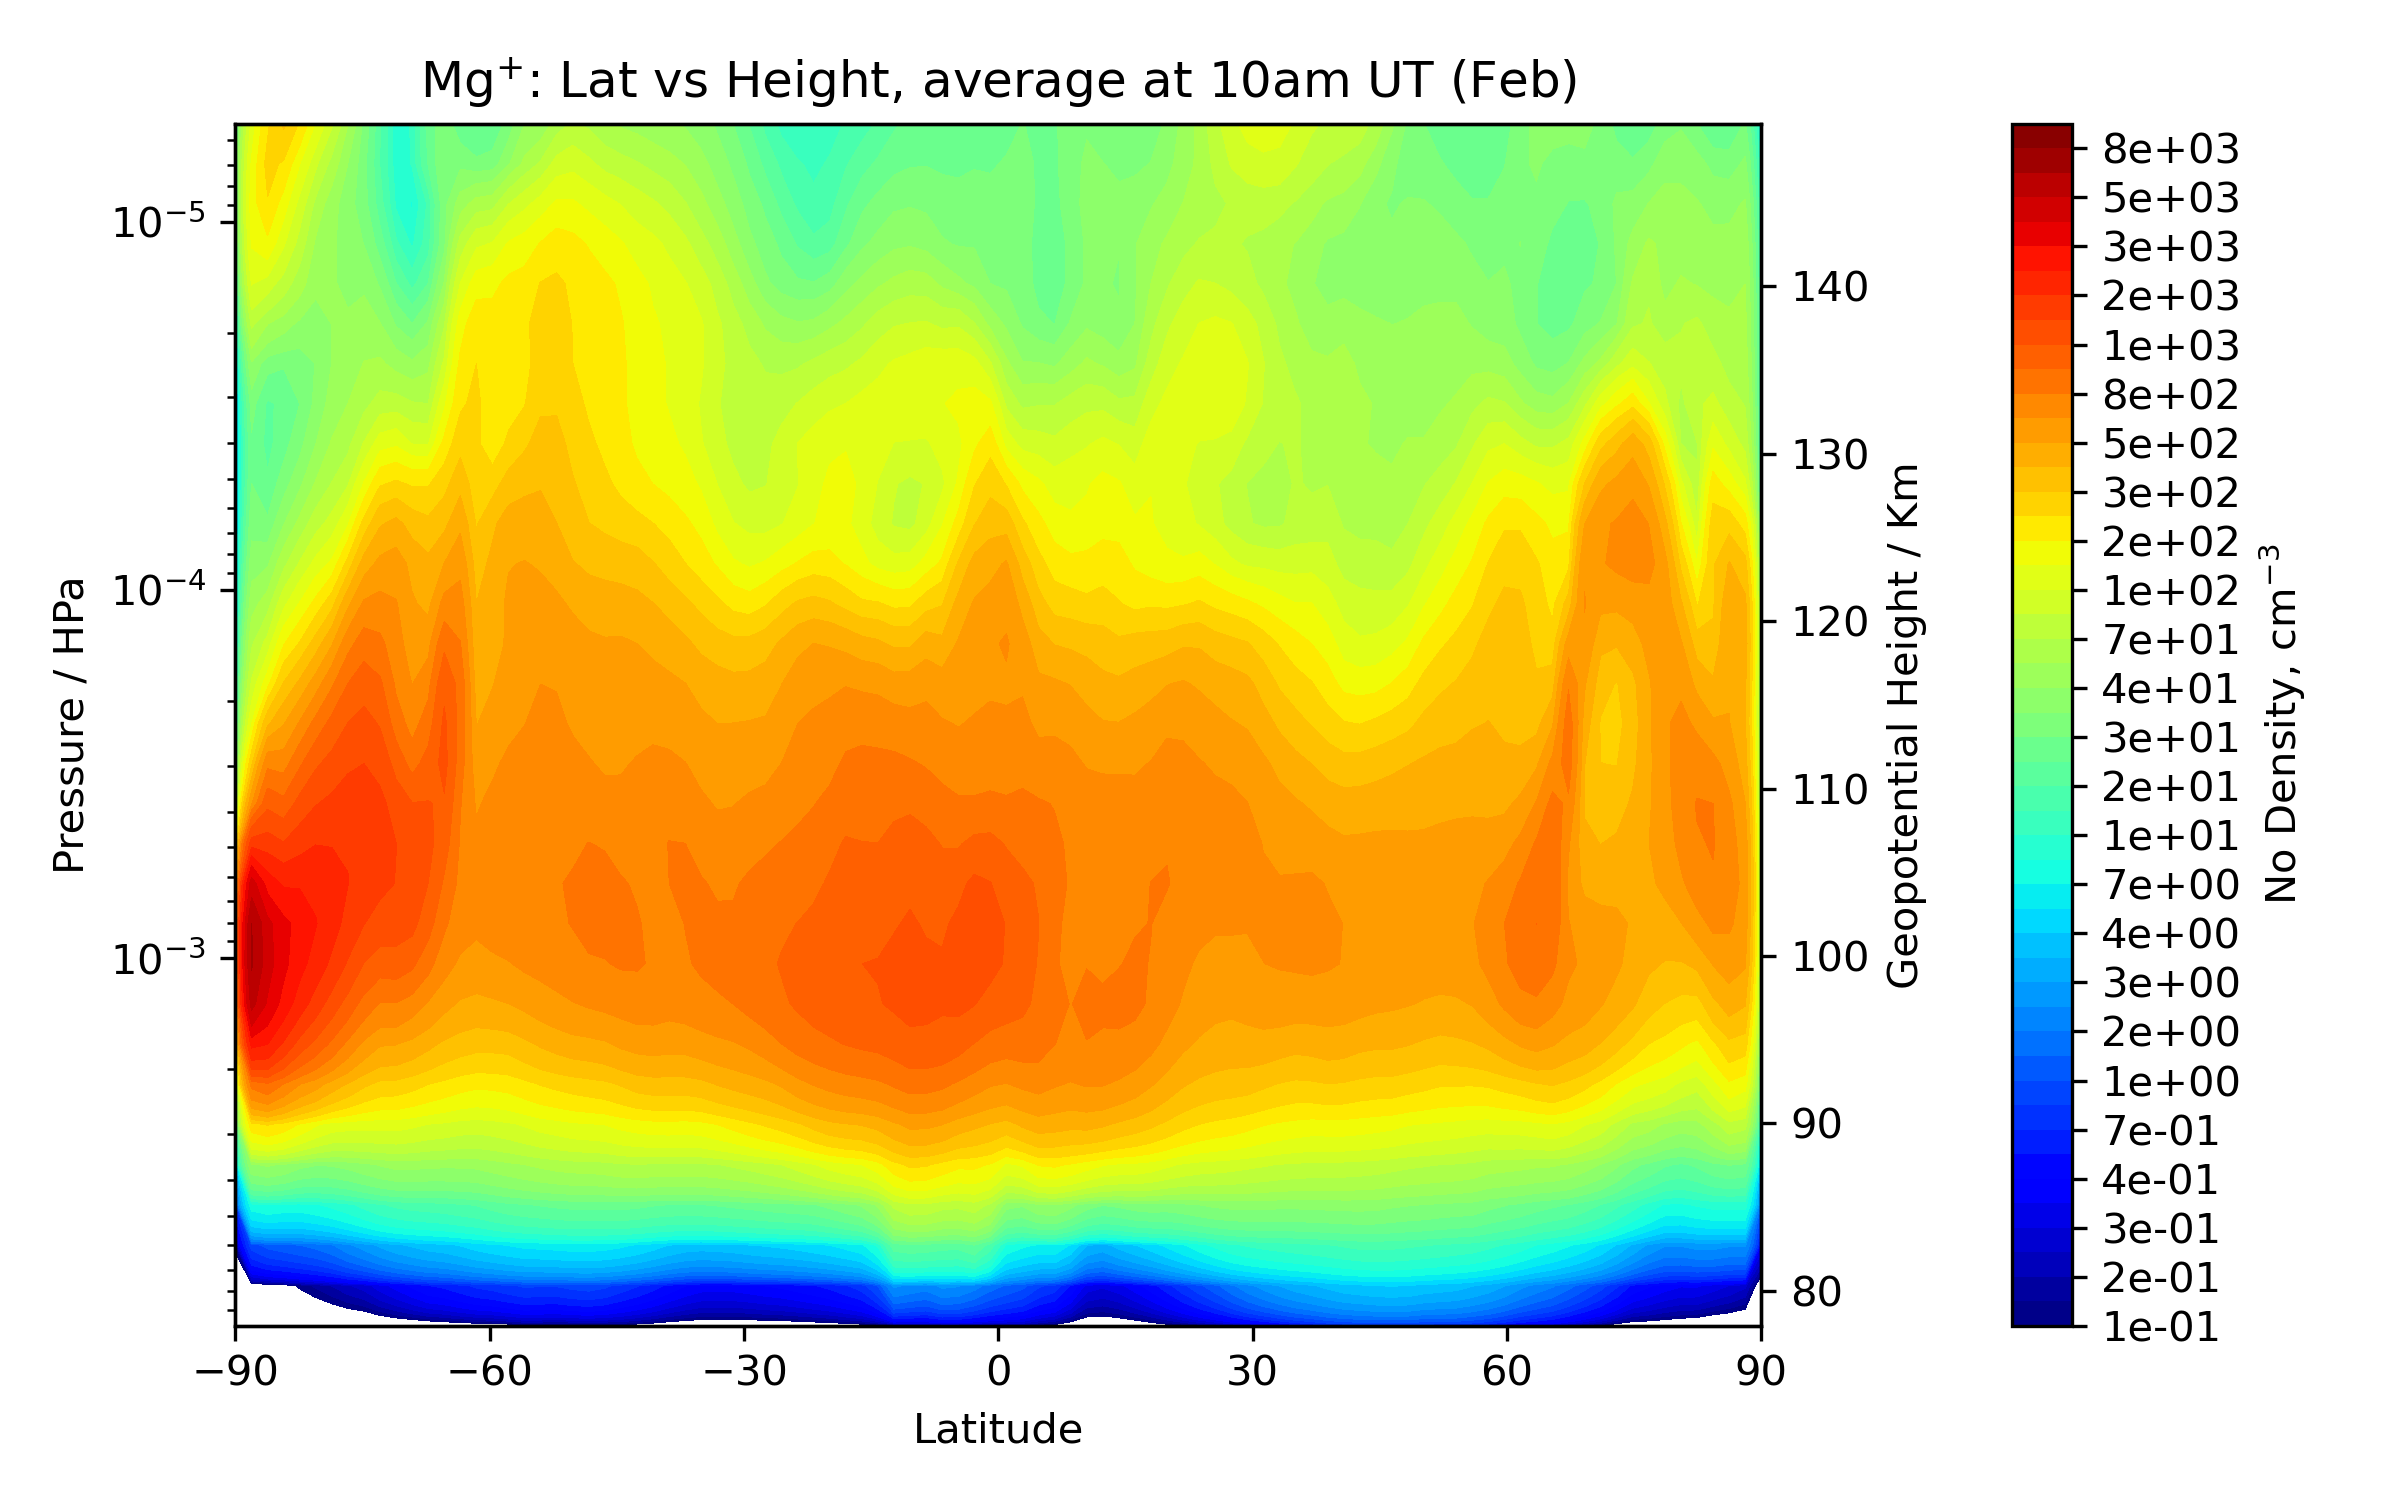 Mg⁺: Lat vs Height, average at 10am UT (Feb)
Pressure / HPa
10⁻⁵
10⁻⁴
10⁻³
−90
−60
−30
0
30
60
90
Latitude
140
130
120
110
100
90
80
Geopotential Height / Km
8e+03
5e+03
3e+03
2e+03
1e+03
8e+02
5e+02
3e+02
2e+02
1e+02
7e+01
4e+01
3e+01
2e+01
1e+01
7e+00
4e+00
3e+00
2e+00
1e+00
7e-01
4e-01
3e-01
2e-01
1e-01
No Density, cm⁻³